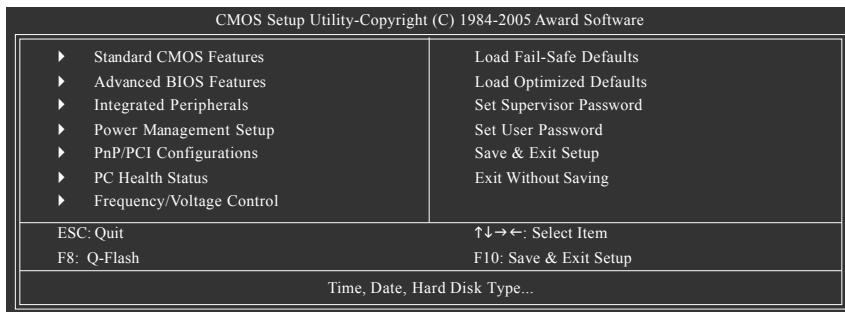 CMOS Setup Utility-Copyright (C) 1984-2005 Award Software
Standard CMOS Features
Advanced BIOS Features
Integrated Peripherals
Power Management Setup
PnP/PCI Configurations
PC Health Status
Frequency/Voltage Control
Load Fail-Safe Defaults
Load Optimized Defaults
Set Supervisor Password
Set User Password
Save & Exit Setup
Exit Without Saving
ESC: Quit
F8: Q-Flash
↑↓→←: Select Item
F10: Save & Exit Setup
Time, Date, Hard Disk Type...